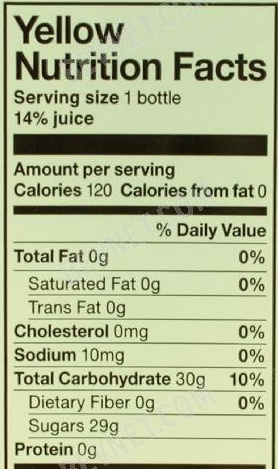 Yellow
Nutrition Facts
Serving size 1 bottle
14% juice
Amount per serving
Calories 120 Calories from fat 0
% Daily Value
Total Fat 0g 0%
Saturated Fat 0g 0%
Trans Fat 0g
Cholesterol 0mg 0%
Sodium 10mg 0%
Total Carbohydrate 30g 10%
Dietary Fiber 0g 0%
Sugars 29g
Protein 0g